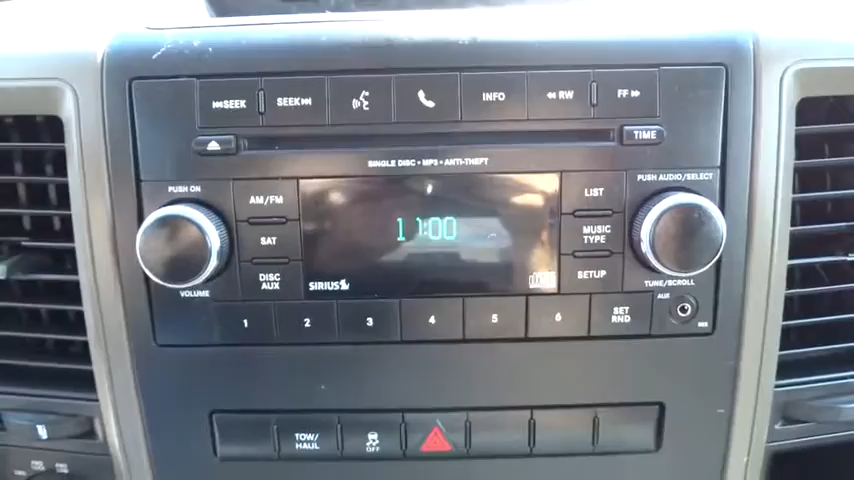 SEEK
SEEK
INFO
RW
FF
TIME
SINGLE DISC • MP3 • ANTI-THEFT
PUSH ON
VOLUME
AM/FM
SAT
DISC
AUX
11:00
SIRIUS
LIST
MUSIC
TYPE
SETUP
PUSH AUDIO/SELECT
TUNE/SCROLL
1
2
3
4
5
6
SET
RND
AUX
TOW/
HAUL
OFF